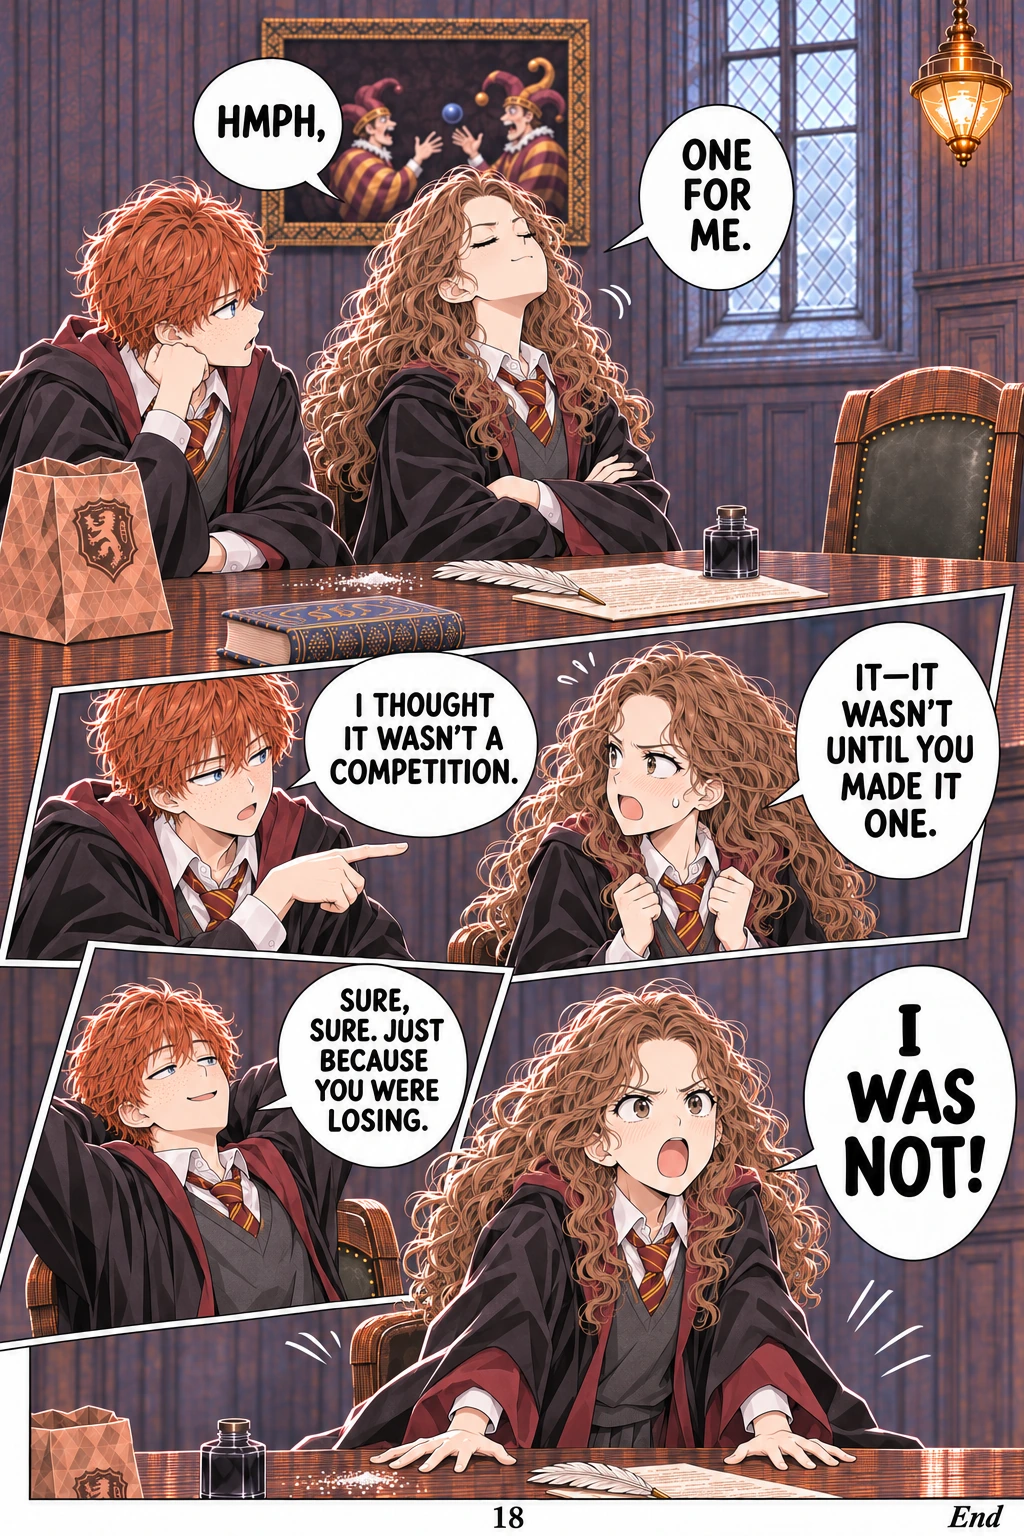 HMPH,
ONE
FOR
ME.
I THOUGHT
IT WASN'T A
COMPETITION.
IT—IT
WASN'T
UNTIL YOU
MADE IT
ONE.
SURE,
SURE. JUST
BECAUSE
YOU WERE
LOSING.
I
WAS
NOT!
18
End